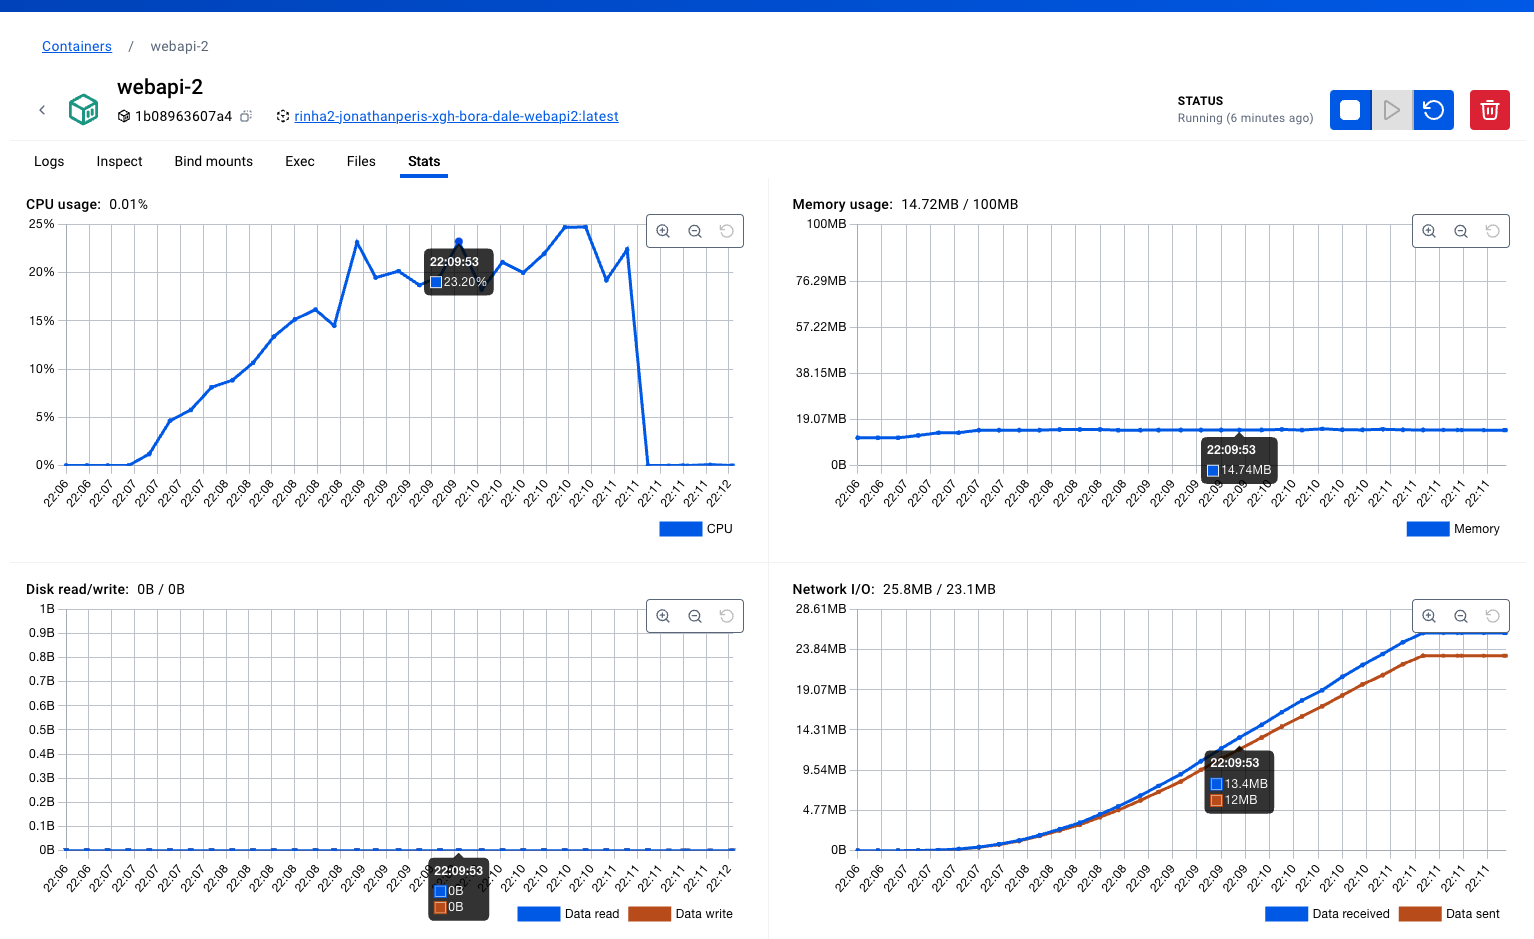 Containers / webapi-2
webapi-2
1b08963607a4 rinha2-jonathanperis-xgh-bora-dale-webapi2:latest
STATUS
Running (6 minutes ago)
Logs Inspect Bind mounts Exec Files Stats
CPU usage: 0.01%
25%
20%
15%
10%
5%
0%
22:09:53
23.20%
22:06 22:06 22:07 22:07 22:07 22:07 22:07 22:08 22:08 22:08 22:08 22:08 22:08 22:09 22:09 22:09 22:09 22:09 22:10 22:10 22:10 22:10 22:10 22:10 22:11 22:11 22:11 22:11 22:11 22:12
CPU
Memory usage: 14.72MB / 100MB
100MB
76.29MB
57.22MB
38.15MB
19.07MB
0B
22:09:53
14.74MB
22:06 22:06 22:07 22:07 22:07 22:07 22:07 22:08 22:08 22:08 22:08 22:08 22:09 22:09 22:09 22:09 22:09 22:10 22:10 22:10 22:10 22:10 22:11 22:11 22:11 22:11 22:11
Memory
Disk read/write: 0B / 0B
1B
0.9B
0.8B
0.7B
0.6B
0.5B
0.4B
0.3B
0.2B
0.1B
0B
22:09:53
0B
0B
22:06 22:06 22:07 22:07 22:07 22:07 22:07 22:08 22:08 22:08 22:08 22:08 22:08 22:09 22:09 22:09 22:10 22:10 22:10 22:10 22:10 22:11 22:11 22:11 22:11 22:11 22:12
Data read Data write
Network I/O: 25.8MB / 23.1MB
28.61MB
23.84MB
19.07MB
14.31MB
9.54MB
4.77MB
0B
22:09:53
13.4MB
12MB
22:06 22:06 22:07 22:07 22:07 22:07 22:07 22:08 22:08 22:08 22:08 22:08 22:09 22:09 22:09 22:09 22:09 22:10 22:10 22:10 22:10 22:10 22:11 22:11 22:11 22:11 22:11
Data received Data sent